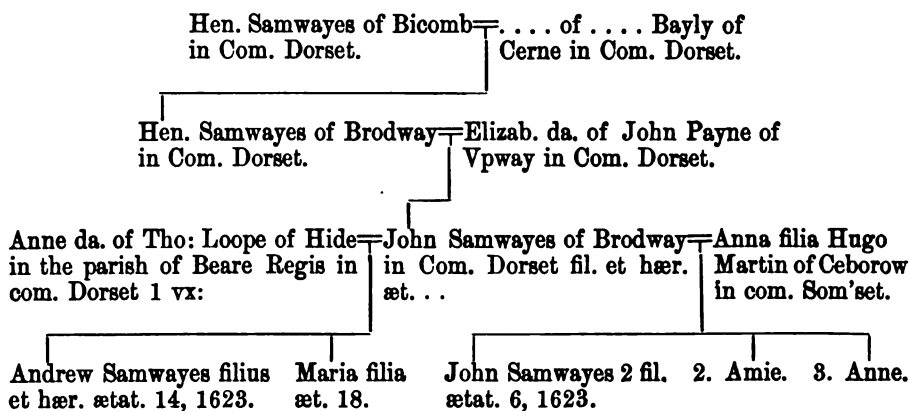 Hen. Samwayes of Bicomb=. . . . of . . . . Bayly of
in Com. Dorset. Cerne in Com. Dorset.
Hen. Samwayes of Brodway=Elizab. da. of John Payne of
in Com. Dorset. Vpway in Com. Dorset.
Anne da. of Tho: Loope of Hide=John Samwayes of Brodway=Anna filia Hugo
in the parish of Beare Regis in in Com. Dorset fil. et hær. Martin of Ceborow
com. Dorset 1 vx: æt. . . in com. Som'set.
Andrew Samwayes filius Maria filia John Samwayes 2 fil. 2. Amie. 3. Anne.
et hær. ætat. 14, 1623. æt. 18. ætat. 6, 1623.